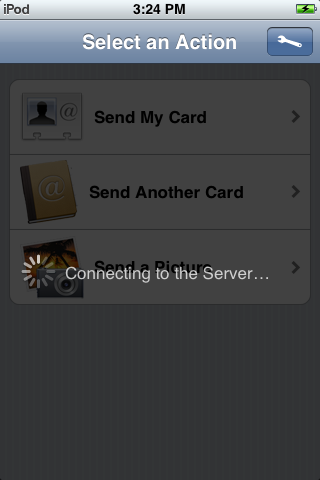 iPod 3:24 PM
Select an Action
Send My Card
Send Another Card
Send a Picture
Connecting to the Server…